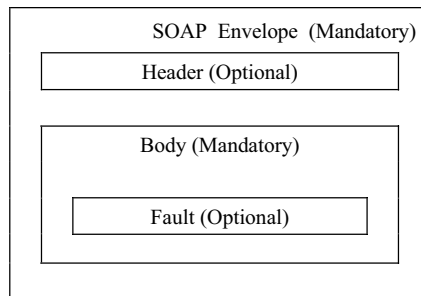 SOAP Envelope (Mandatory)
Header (Optional)
Body (Mandatory)
Fault (Optional)